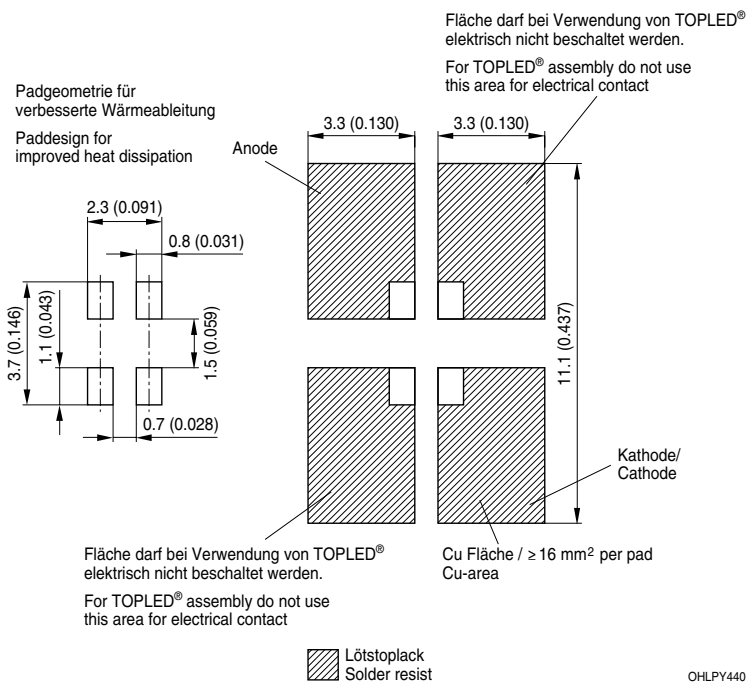 Fläche darf bei Verwendung von TOPLED®
elektrisch nicht beschaltet werden.
For TOPLED® assembly do not use
this area for electrical contact
Padgeometrie für
verbesserte Wärmeableitung
Paddesign for
improved heat dissipation
Anode
3.3 (0.130)
3.3 (0.130)
2.3 (0.091)
0.8 (0.031)
3.7 (0.146)
1.1 (0.043)
1.5 (0.059)
0.7 (0.028)
11.1 (0.437)
Kathode/
Cathode
Fläche darf bei Verwendung von TOPLED®
elektrisch nicht beschaltet werden.
For TOPLED® assembly do not use
this area for electrical contact
Cu Fläche / ≥ 16 mm² per pad
Cu-area
Lötstoplack
Solder resist
OHLPY440